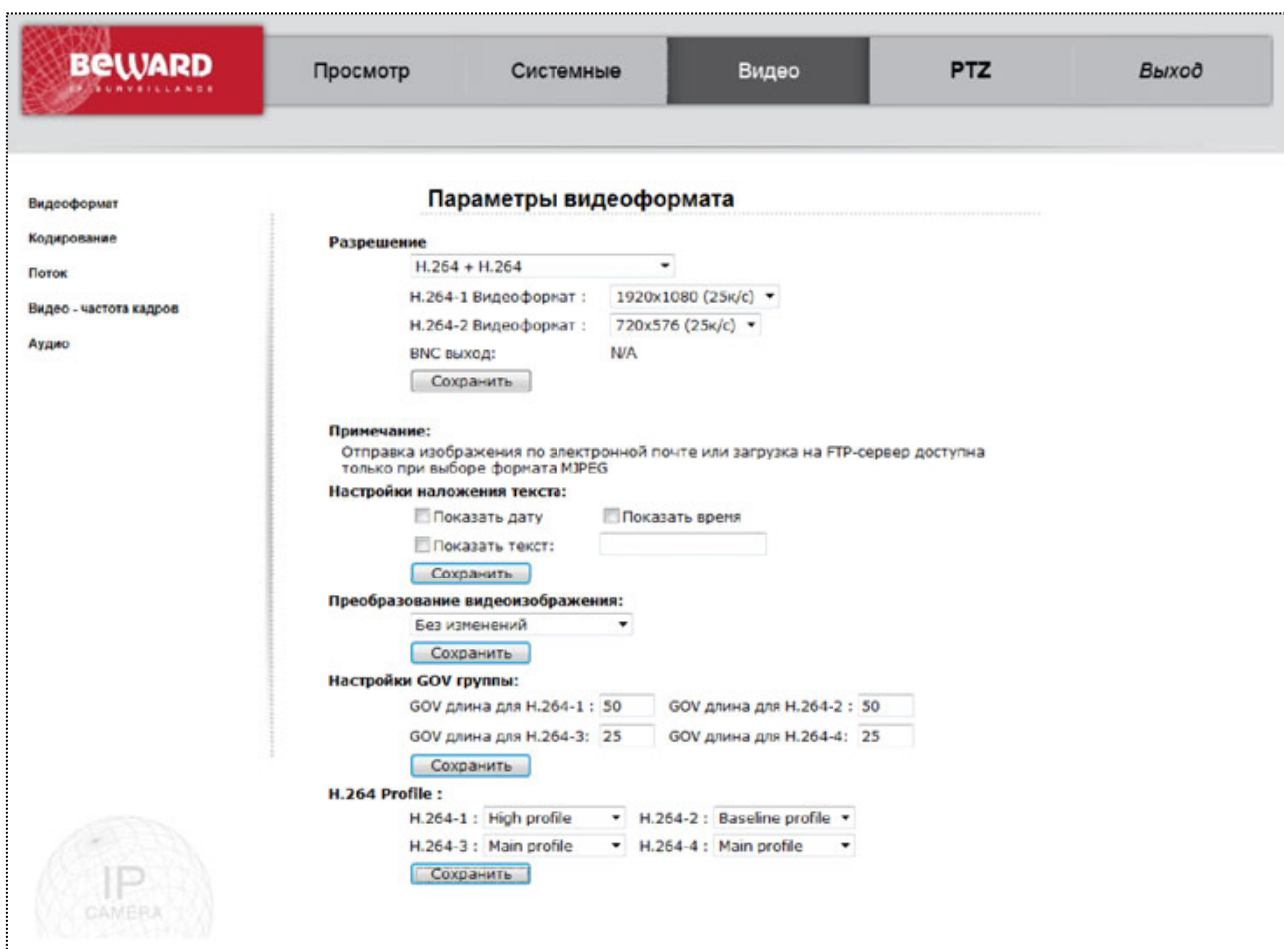 BEWARD
IP SURVEILLANCE
Просмотр Системные Видео PTZ Выход
Видеоформат
Кодирование
Поток
Видео - частота кадров
Аудио
Параметры видеоформата
Разрешение
H.264 + H.264
H.264-1 Видеоформат : 1920x1080 (25к/с)
H.264-2 Видеоформат : 720x576 (25к/с)
BNC выход: N/A
Сохранить
Примечание:
Отправка изображения по электронной почте или загрузка на FTP-сервер доступна
только при выборе формата MJPEG
Настройки наложения текста:
Показать дату Показать время
Показать текст:
Сохранить
Преобразование видеоизображения:
Без изменений
Сохранить
Настройки GOV группы:
GOV длина для H.264-1 : 50 GOV длина для H.264-2 : 50
GOV длина для H.264-3: 25 GOV длина для H.264-4: 25
Сохранить
H.264 Profile :
H.264-1 : High profile H.264-2 : Baseline profile
H.264-3 : Main profile H.264-4 : Main profile
Сохранить
IP
CAMERA